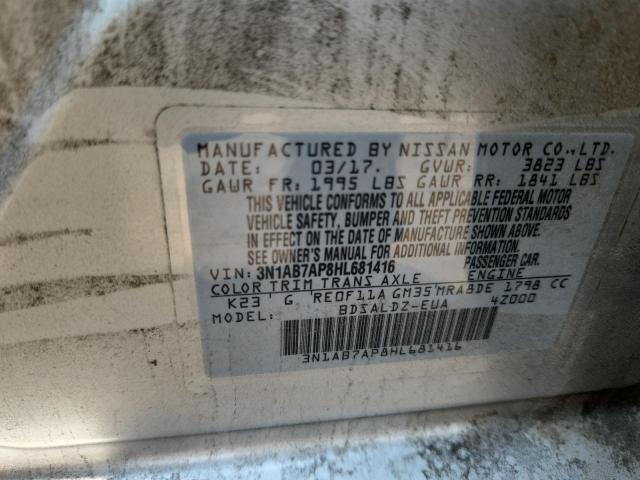 MANUFACTURED BY NISSAN MOTOR CO.,LTD.
DATE: 03/17. GVWR: 3823 LBS
GAWR FR: 1995 LBS GAWR RR: 1841 LBS
THIS VEHICLE CONFORMS TO ALL APPLICABLE FEDERAL MOTOR
VEHICLE SAFETY, BUMPER AND THEFT PREVENTION STANDARDS
IN EFFECT ON THE DATE OF MANUFACTURE SHOWN ABOVE.
SEE OWNER'S MANUAL FOR ADDITIONAL INFORMATION.
VIN: 3N1AB7AP8HL681416 PASSENGER CAR.
COLOR TRIM TRANS AXLE ENGINE
K23 G RE0F11A GM35 MRA8DE 1798 CC
MODEL: BDSALDZ-EUA 4Z000
3N1AB7AP8HL681416